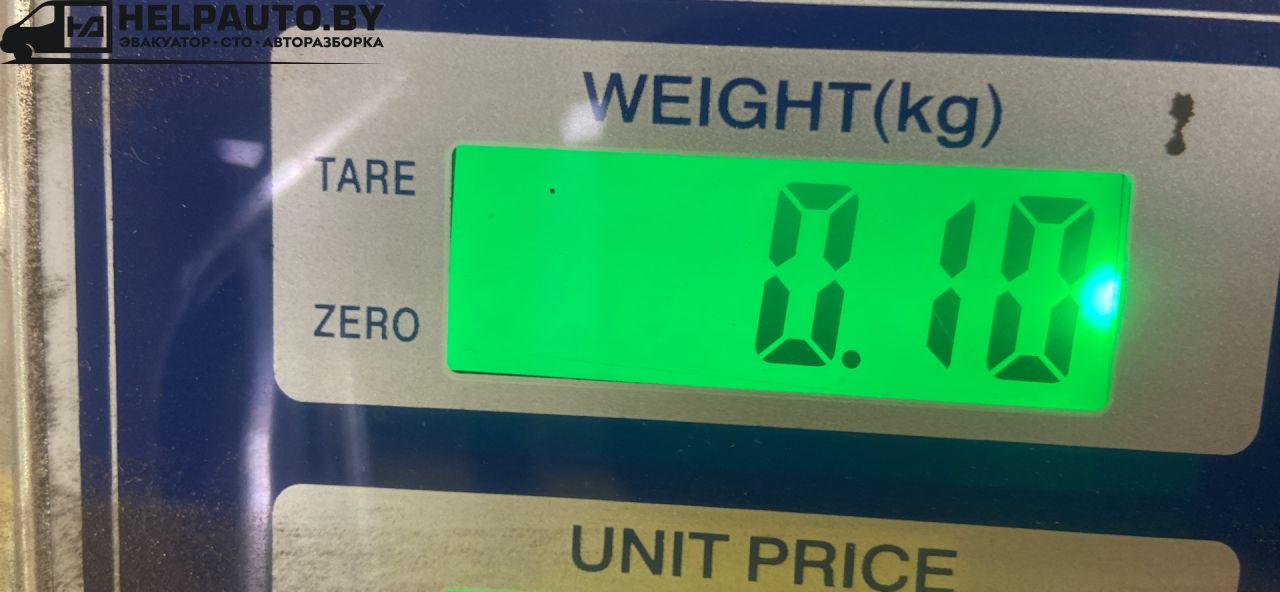 HELPAUTO.BY
ЭВАКУАТОР·СТО·АВТОРАЗБОРКА
WEIGHT(kg)
TARE
0.10
ZERO
UNIT PRICE